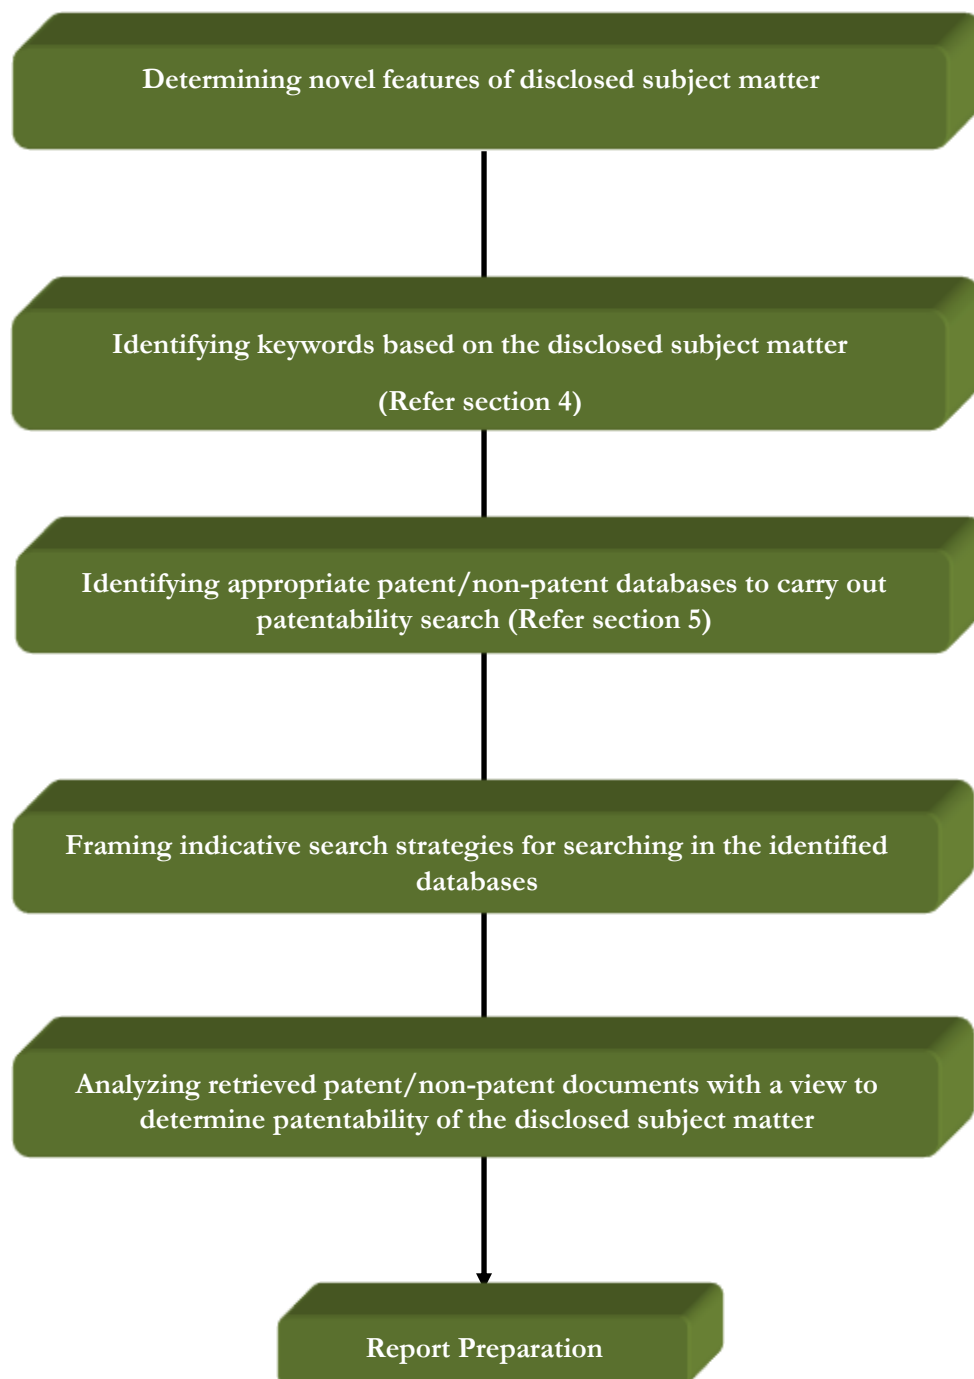 Determining novel features of disclosed subject matter
Identifying keywords based on the disclosed subject matter
(Refer section 4)
Identifying appropriate patent/non-patent databases to carry out
patentability search (Refer section 5)
Framing indicative search strategies for searching in the identified
databases
Analyzing retrieved patent/non-patent documents with a view to
determine patentability of the disclosed subject matter
Report Preparation